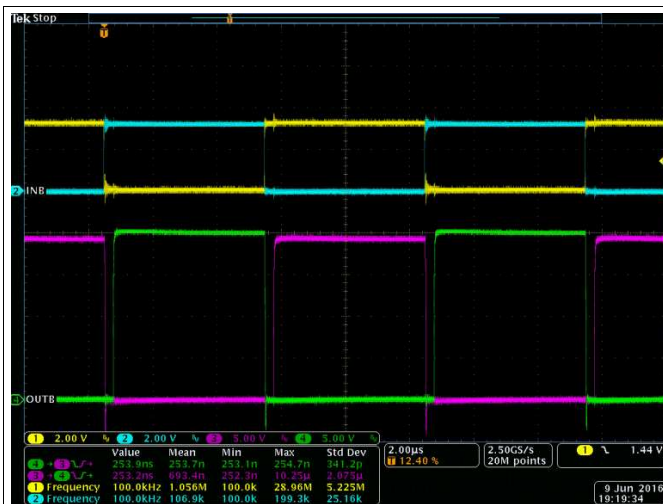 Tek Stop
T
T
2 INB
4 OUTB
1 2.00 V 2 2.00 V 3 5.00 V 4 5.00 V
Value Mean Min Max Std Dev
4 → 3 253.9ns 253.7n 253.1n 254.7n 341.2p
3 → 4 253.2ns 693.4n 252.3n 10.25µ 2.075µ
1 Frequency 100.0kHz 1.056M 100.0k 28.96M 5.225M
2 Frequency 100.0kHz 106.9k 100.0k 199.3k 25.16k
2.00µs
T 12.40 %
2.50GS/s
20M points
1 1.44 V
9 Jun 2016
19:19:34